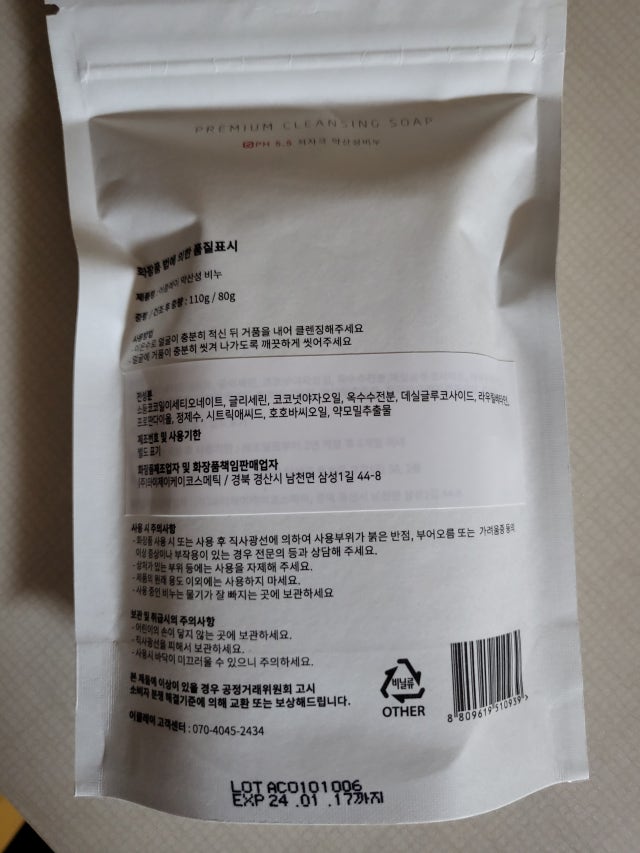 PREMIUM CLEANSING SOAP
PH 8.8 저자극 약산성비누
화장품 법에 의한 품질표시
제품명 : 약산성 비누
용량 / 건조 후 중량 : 110g / 80g
사용방법
얼굴이 충분히 적신 뒤 거품을 내어 클렌징해주세요
- 얼굴에 거품이 충분히 씻겨 나가도록 깨끗하게 씻어주세요
전성분
소듐코코일이세티오네이트, 글리세린, 코코넛야자오일, 옥수수전분, 데실글루코사이드, 라우릴베타인,
프로판다이올, 정제수, 시트릭애씨드, 호호바씨오일, 약모밀추출물
제조번호 및 사용기한
별도 표기
화장품제조업자 및 화장품책임판매업자
(주)타미제이케이코스메틱 / 경북 경산시 남천면 삼성1길 44-8
사용 시 주의사항
- 화장품 사용 시 또는 사용 후 직사광선에 의하여 사용부위가 붉은 반점, 부어오름 또는 가려움증 등의
이상 증상이나 부작용이 있는 경우 전문의 등과 상담해 주세요.
- 상처가 있는 부위 등에는 사용을 자제해 주세요.
- 제품의 원래 용도 이외에는 사용하지 마세요.
- 사용 중인 비누는 물기가 잘 빠지는 곳에 보관하세요
보관 및 취급시의 주의사항
- 어린이의 손이 닿지 않는 곳에 보관하세요.
- 직사광선을 피해서 보관하세요.
- 사용시 바닥이 미끄러울 수 있으니 주의하세요.
본 제품에 이상이 있을 경우 공정거래위원회 고시
소비자 분쟁 해결기준에 의해 교환 또는 보상해드립니다.
이클레이 고객센터 : 070-4045-2434
비닐류
OTHER
8 809619 510939 >
LOT AC0101006
EXP 24 .01 .17까지